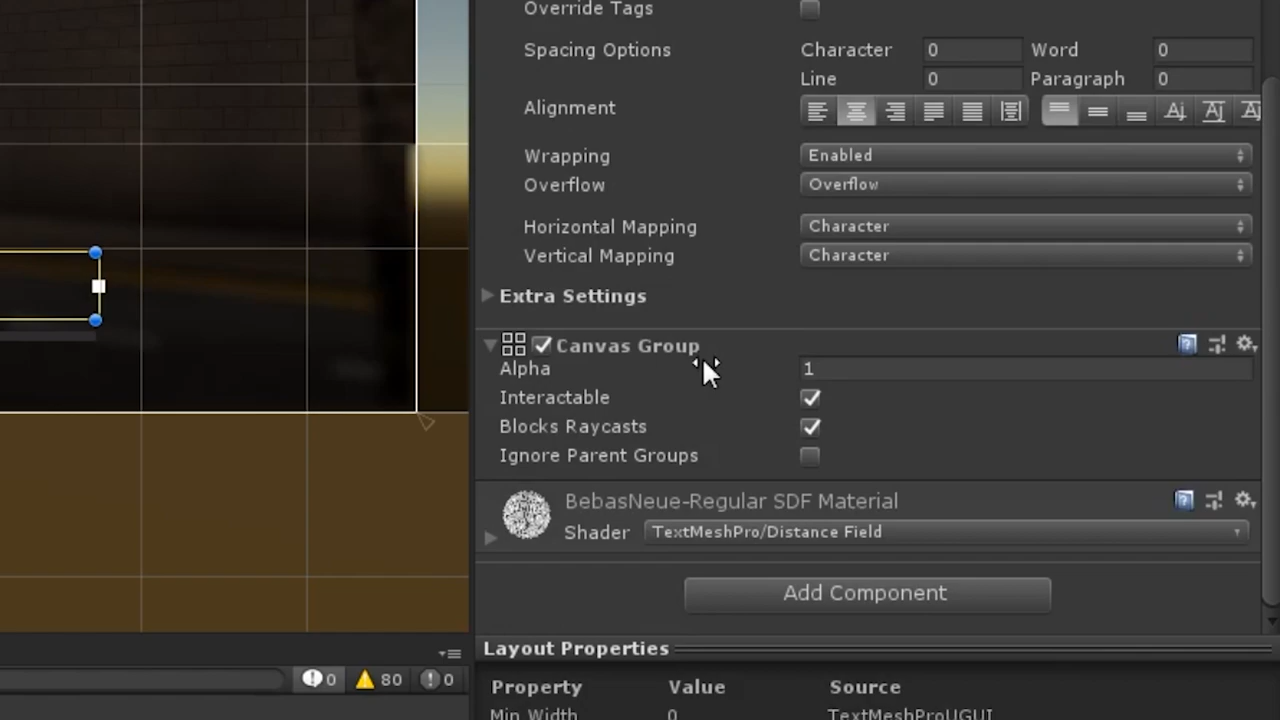 Override Tags
Spacing Options Character 0 Word 0
Line 0 Paragraph 0
Alignment
Wrapping Enabled
Overflow Overflow
Horizontal Mapping Character
Vertical Mapping Character
Extra Settings
Canvas Group
Alpha 1
Interactable
Blocks Raycasts
Ignore Parent Groups
BebasNeue-Regular SDF Material
Shader TextMeshPro/Distance Field
Add Component
Layout Properties
0 80 0
Property Value Source
Min Width 0 TextMeshProUGUI